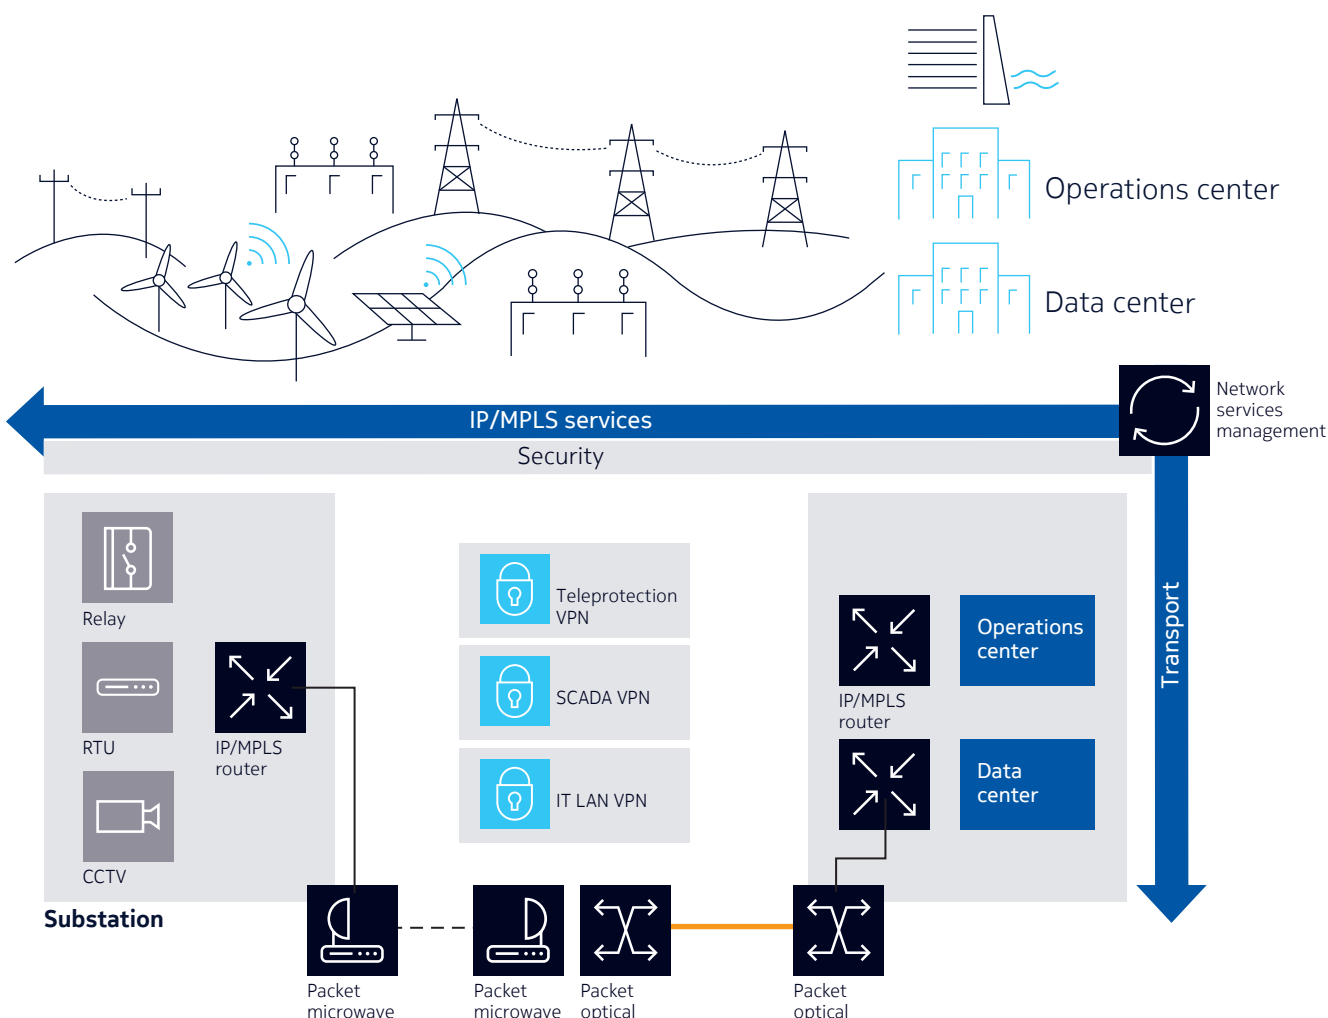 Operations center
Data center
Network
services
management
IP/MPLS services
Security
Relay
RTU
CCTV
IP/MPLS
router
Substation
Teleprotection
VPN
SCADA VPN
IT LAN VPN
IP/MPLS
router
Operations
center
Data
center
Transport
Packet
microwave
Packet
microwave
Packet
optical
Packet
optical